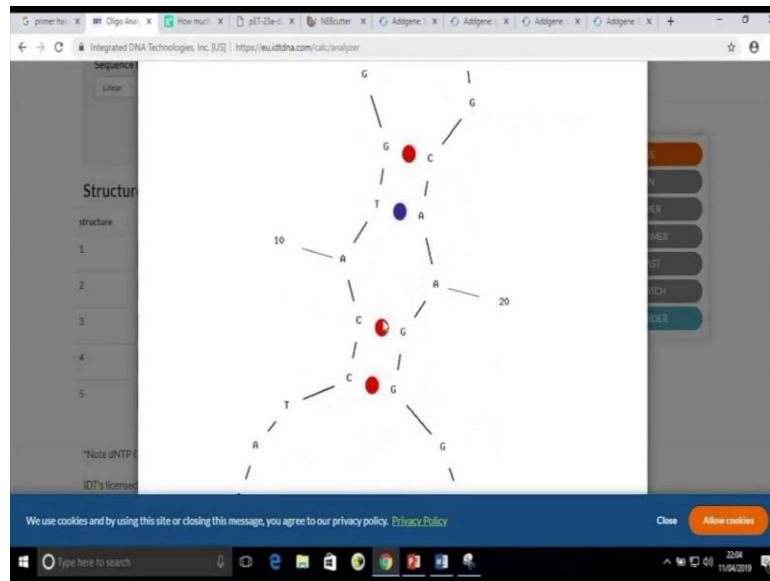 primer hai
Oligo Anal
How much
pET-23a-d
NEBcutter
Addgene:
Addgene:
Addgene: C
Addgene:
Integrated DNA Technologies, Inc. [US] | https://eu.idtdna.com/calc/analyzer
Sequence
Linear
G
G
G
C
T
A
10
A
A
20
C
G
C
G
T
A
G
Structur
structure
1
2
3
4
5
*Note dNTP C
IDT's licensed
We use cookies and by using this site or closing this message, you agree to our privacy policy. Privacy Policy
Close
Allow cookies
Type here to search
22:04
11/04/2019